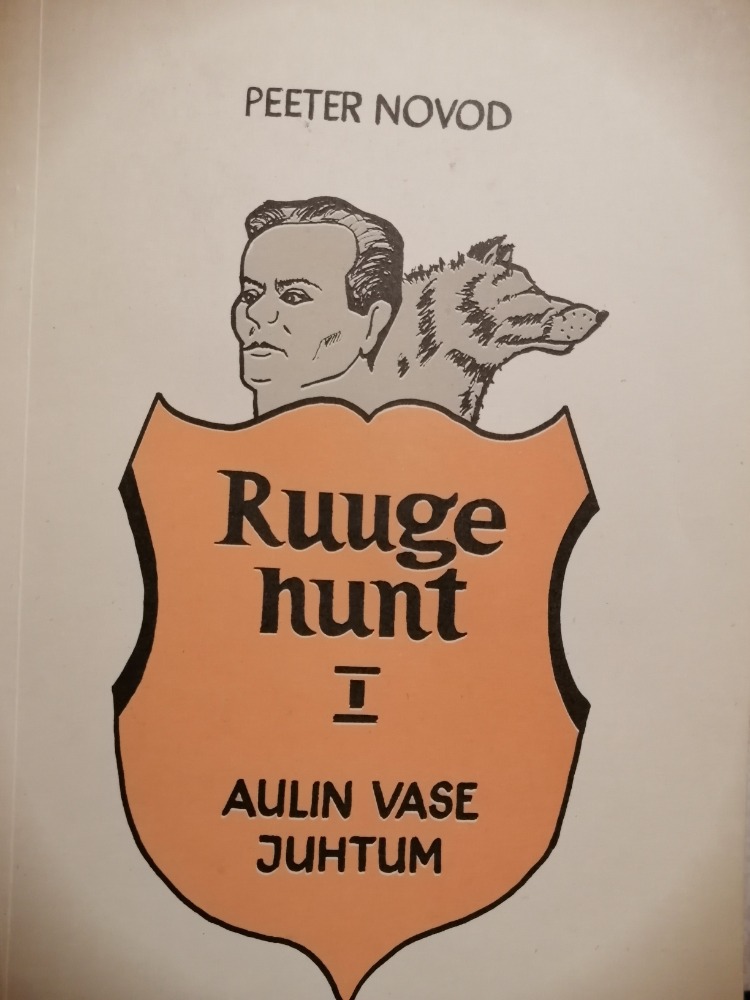 PEETER NOVOD
Ruuge
hunt
I
AULIN VASE
JUHTUM